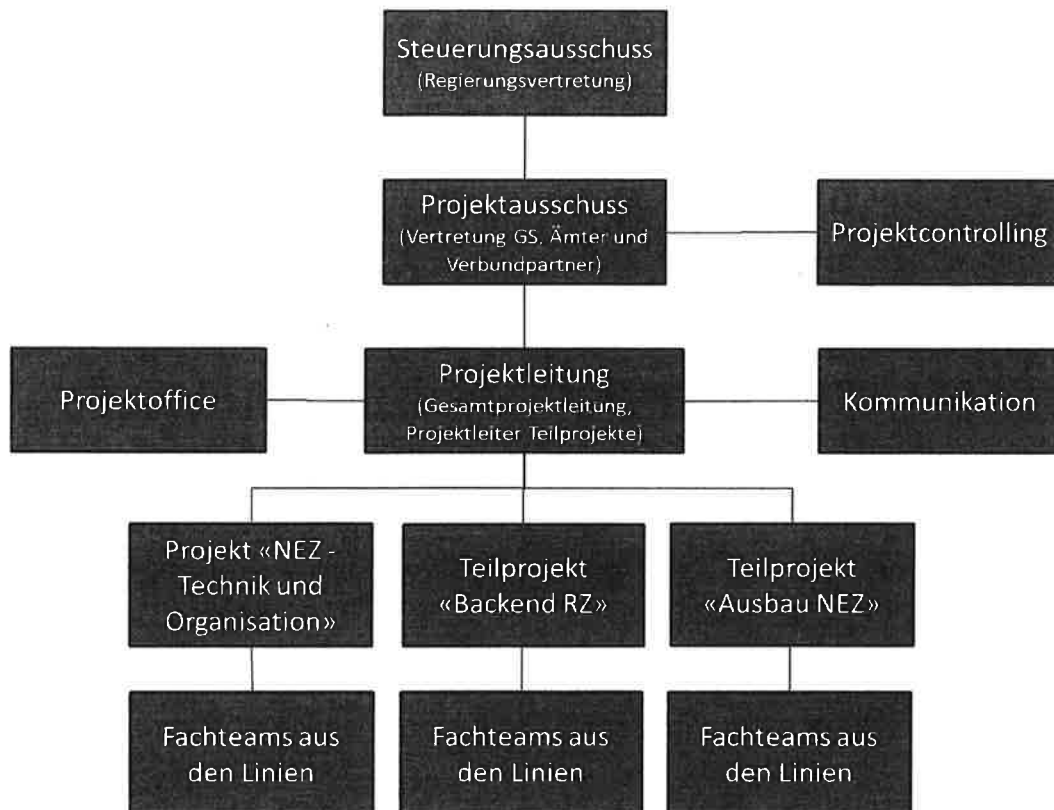 Steuerungsausschuss
(Regierungsvertretung)
Projektausschuss
(Vertretung GS, Ämter und
Verbundpartner)
Projektcontrolling
Projektoffice
Projektleitung
(Gesamtprojektleitung,
Projektleiter Teilprojekte)
Kommunikation
Projekt «NEZ -
Technik und
Organisation»
Teilprojekt
«Backend RZ»
Teilprojekt
«Ausbau NEZ»
Fachteams aus
den Linien
Fachteams aus
den Linien
Fachteams aus
den Linien